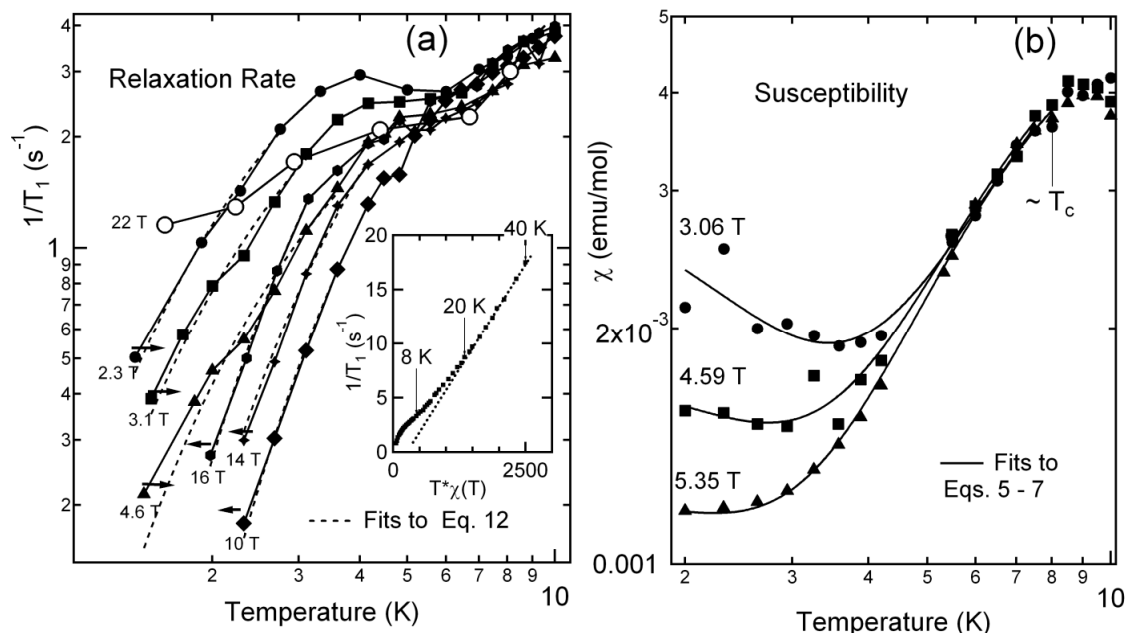 (a)
Relaxation Rate
1/T1 (s-1)
4
3
2
1
9
8
7
6
5
4
3
2
22 T
2.3 T
3.1 T
4.6 T
16 T
14 T
10 T
20
15
10
5
0
0
2500
1/T1 (s-1)
T*χ(T)
8 K
20 K
40 K
Fits to Eq. 12
2
3
4
5
6
7
8
9
10
Temperature (K)
(b)
Susceptibility
χ (emu/mol)
5
4
3
2x10-3
0.001
~ Tc
3.06 T
4.59 T
5.35 T
Fits to
Eqs. 5 - 7
2
3
4
5
6
7
8
9
10
Temperature (K)